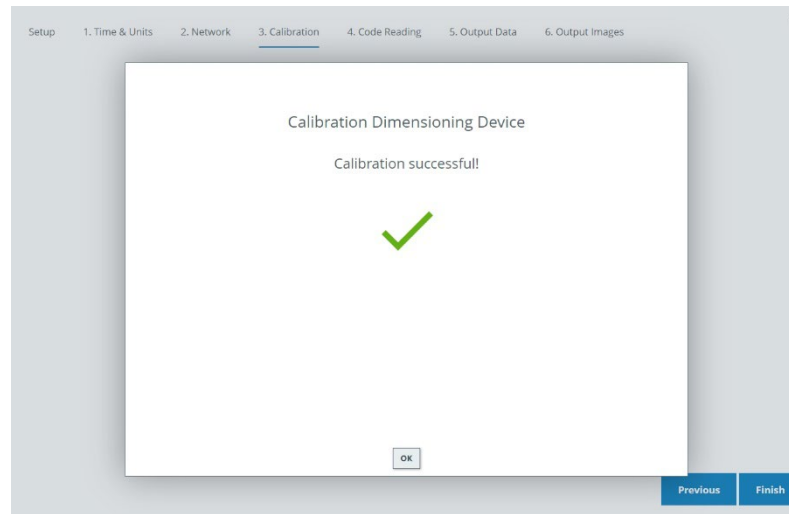 Setup 1. Time & Units 2. Network 3. Calibration 4. Code Reading 5. Output Data 6. Output Images
Calibration Dimensioning Device
Calibration successful!
OK
Previous Finish